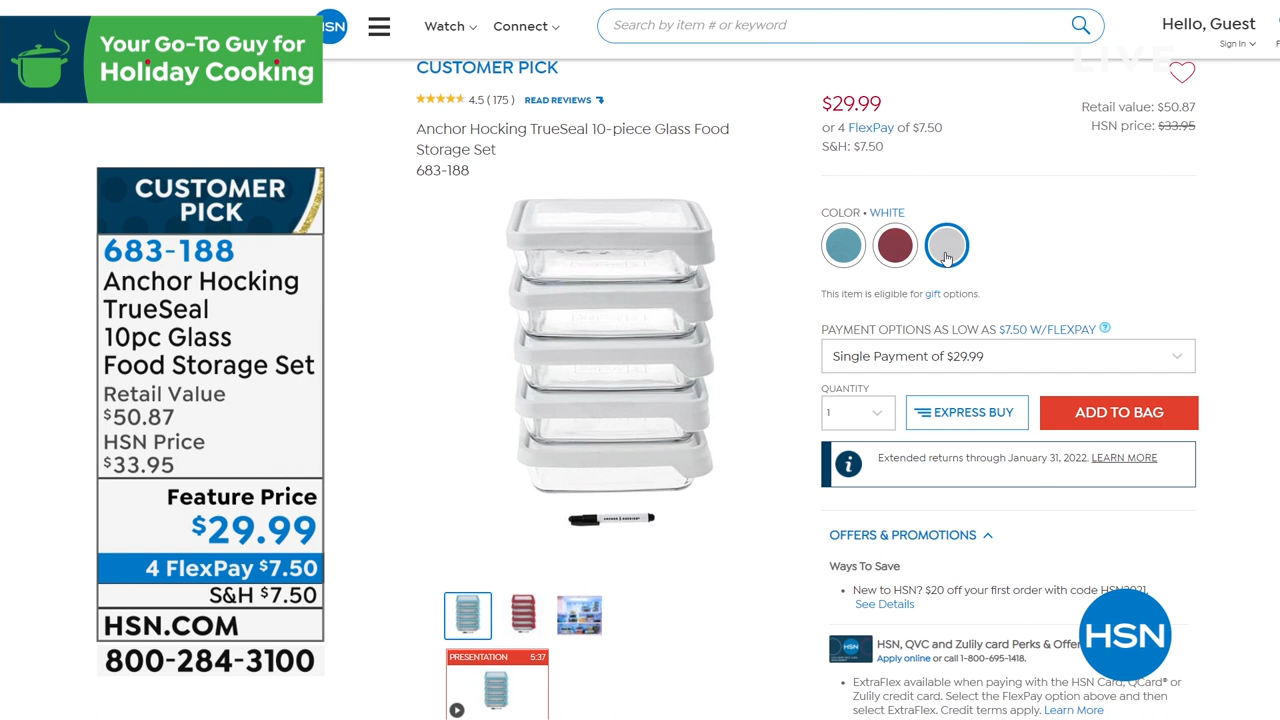 Your Go-To Guy for
Holiday Cooking
HSN
Watch
Connect
Search by item # or keyword
Hello, Guest
Sign In
LIVE
CUSTOMER
PICK
683-188
Anchor Hocking
TrueSeal
10pc Glass
Food Storage Set
Retail Value
$50.87
HSN Price
$33.95
Feature Price
$29.99
4 FlexPay $7.50
S&H $7.50
HSN.COM
800-284-3100
CUSTOMER PICK
4.5 ( 175 ) READ REVIEWS
Anchor Hocking TrueSeal 10-piece Glass Food
Storage Set
683-188
ANCHOR HOCKING
PRESENTATION 5:37
$29.99
or 4 FlexPay of $7.50
S&H: $7.50
Retail value: $50.87
HSN price: $33.95
COLOR • WHITE
This item is eligible for gift options.
PAYMENT OPTIONS AS LOW AS $7.50 W/FLEXPAY ?
Single Payment of $29.99
QUANTITY
1
EXPRESS BUY
ADD TO BAG
i Extended returns through January 31, 2022. LEARN MORE
OFFERS & PROMOTIONS
Ways To Save
• New to HSN? $20 off your first order with code HSN2021.
See Details
HSN, QVC and Zulily card Perks & Offer
Apply online or call 1-800-695-1418.
• ExtraFlex available when paying with the HSN Card, QCard® or
Zulily credit card. Select the FlexPay option above and then
select ExtraFlex. Credit terms apply. Learn More
HSN